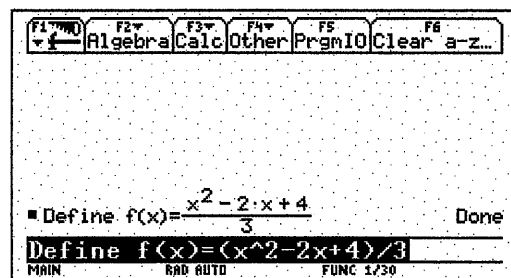 F1 F2 F3 F4 F5 F6
Algebra Calc Other PrgmIO Clear a-z...
▪Define f(x)=(x²-2·x+4)/3 Done
Define f(x)=(x^2-2x+4)/3
MAIN RAD AUTO FUNC 1/30